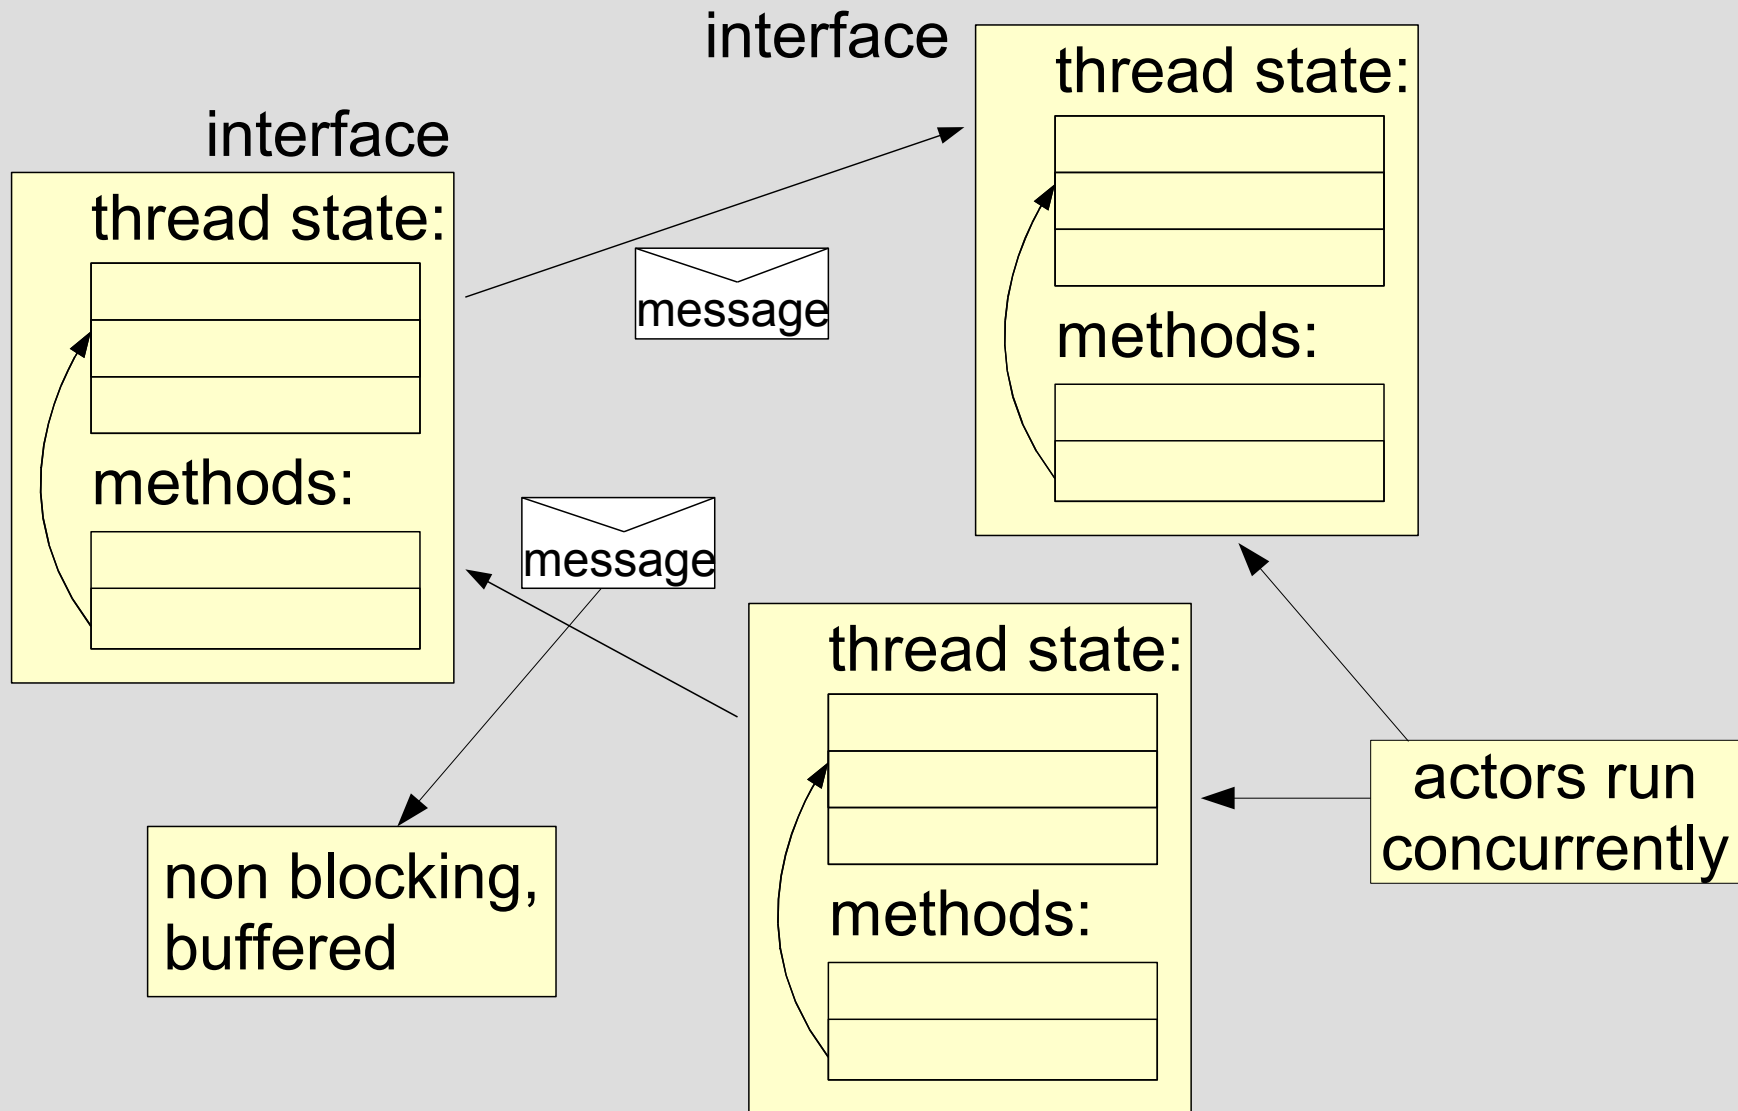 interface
thread state:
interface
thread state:
message
methods:
methods:
message
thread state:
actors run
concurrently
non blocking,
buffered
methods: